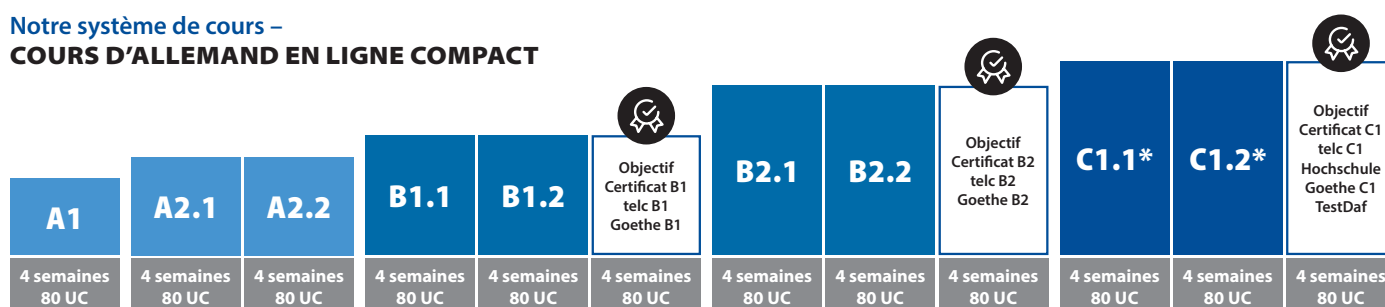 Notre système de cours –
COURS D'ALLEMAND EN LIGNE COMPACT
A1
4 semaines
80 UC
A2.1
4 semaines
80 UC
A2.2
4 semaines
80 UC
B1.1
4 semaines
80 UC
B1.2
4 semaines
80 UC
Objectif
Certificat B1
telc B1
Goethe B1
4 semaines
80 UC
B2.1
4 semaines
80 UC
B2.2
4 semaines
80 UC
Objectif
Certificat B2
telc B2
Goethe B2
4 semaines
80 UC
C1.1*
4 semaines
80 UC
C1.2*
4 semaines
80 UC
Objectif
Certificat C1
telc C1
Hochschule
Goethe C1
TestDaf
4 semaines
80 UC